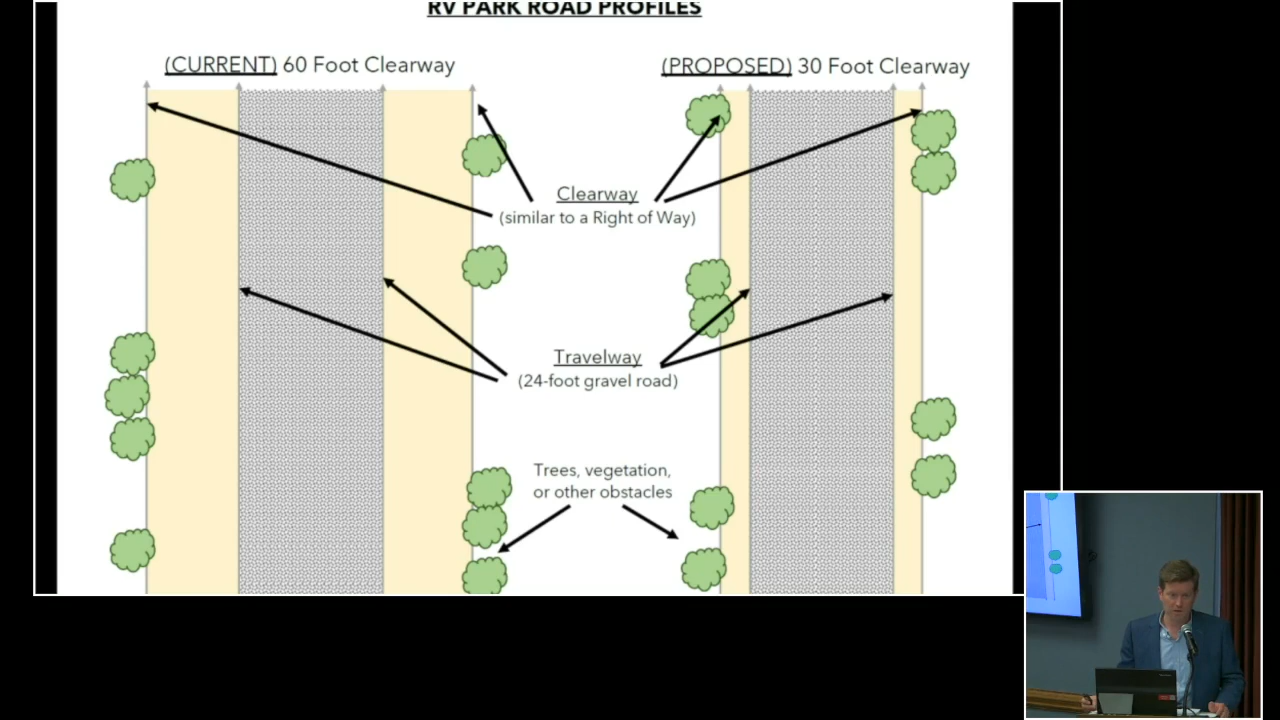 RV PARK ROAD PROFILES
(CURRENT) 60 Foot Clearway
(PROPOSED) 30 Foot Clearway
Clearway
(similar to a Right of Way)
Travelway
(24-foot gravel road)
Trees, vegetation,
or other obstacles